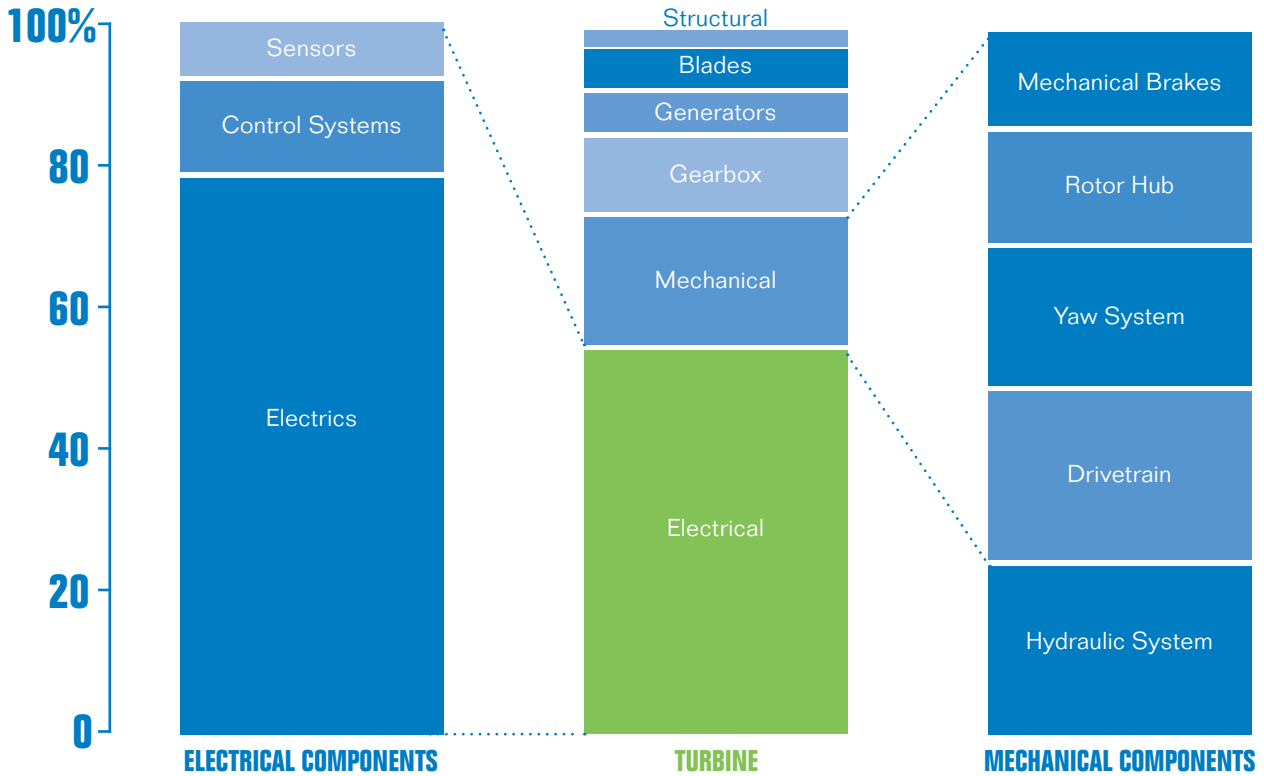 100%
80
60
40
20
0
Sensors
Control Systems
Electrics
ELECTRICAL COMPONENTS
Structural
Blades
Generators
Gearbox
Mechanical
Electrical
TURBINE
Mechanical Brakes
Rotor Hub
Yaw System
Drivetrain
Hydraulic System
MECHANICAL COMPONENTS